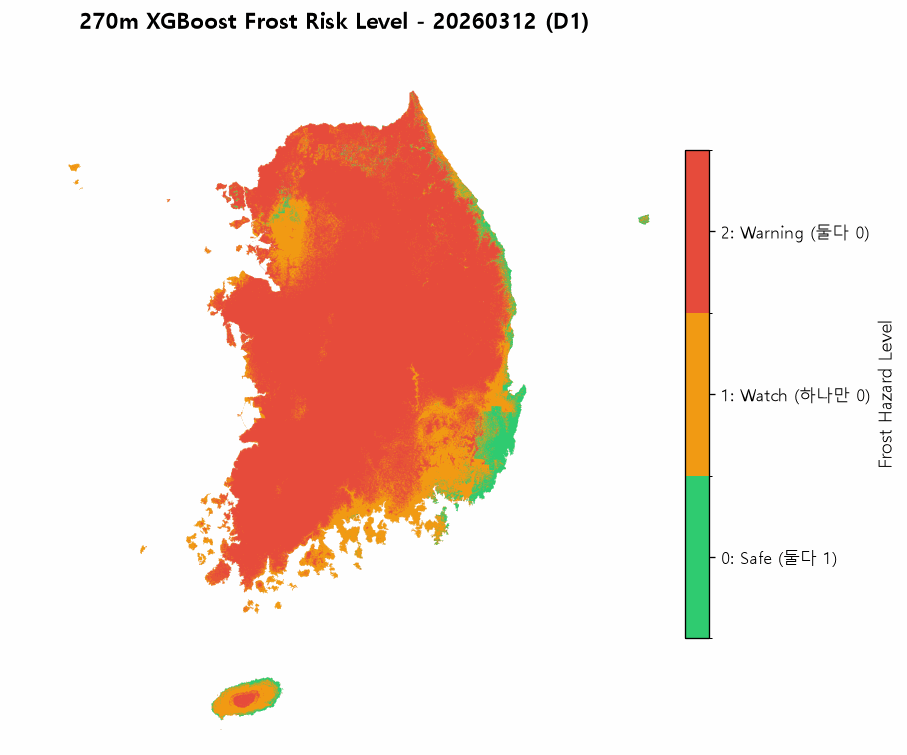 270m XGBoost Frost Risk Level - 20260312 (D1)
2: Warning (둘다 0)
1: Watch (하나만 0)
0: Safe (둘다 1)
Frost Hazard Level